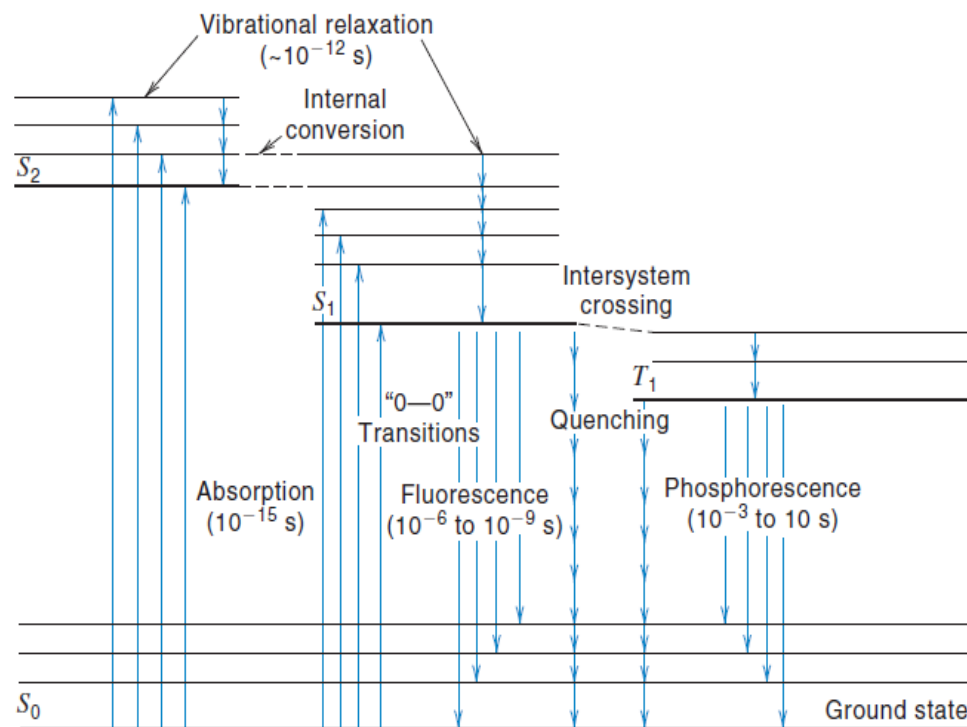 Vibrational relaxation
(~10⁻¹² s)
Internal
conversion
S₂
Intersystem
crossing
S₁
T₁
“0—0”
Transitions
Quenching
Absorption
(10⁻¹⁵ s)
Fluorescence
(10⁻⁶ to 10⁻⁹ s)
Phosphorescence
(10⁻³ to 10 s)
S₀
Ground state